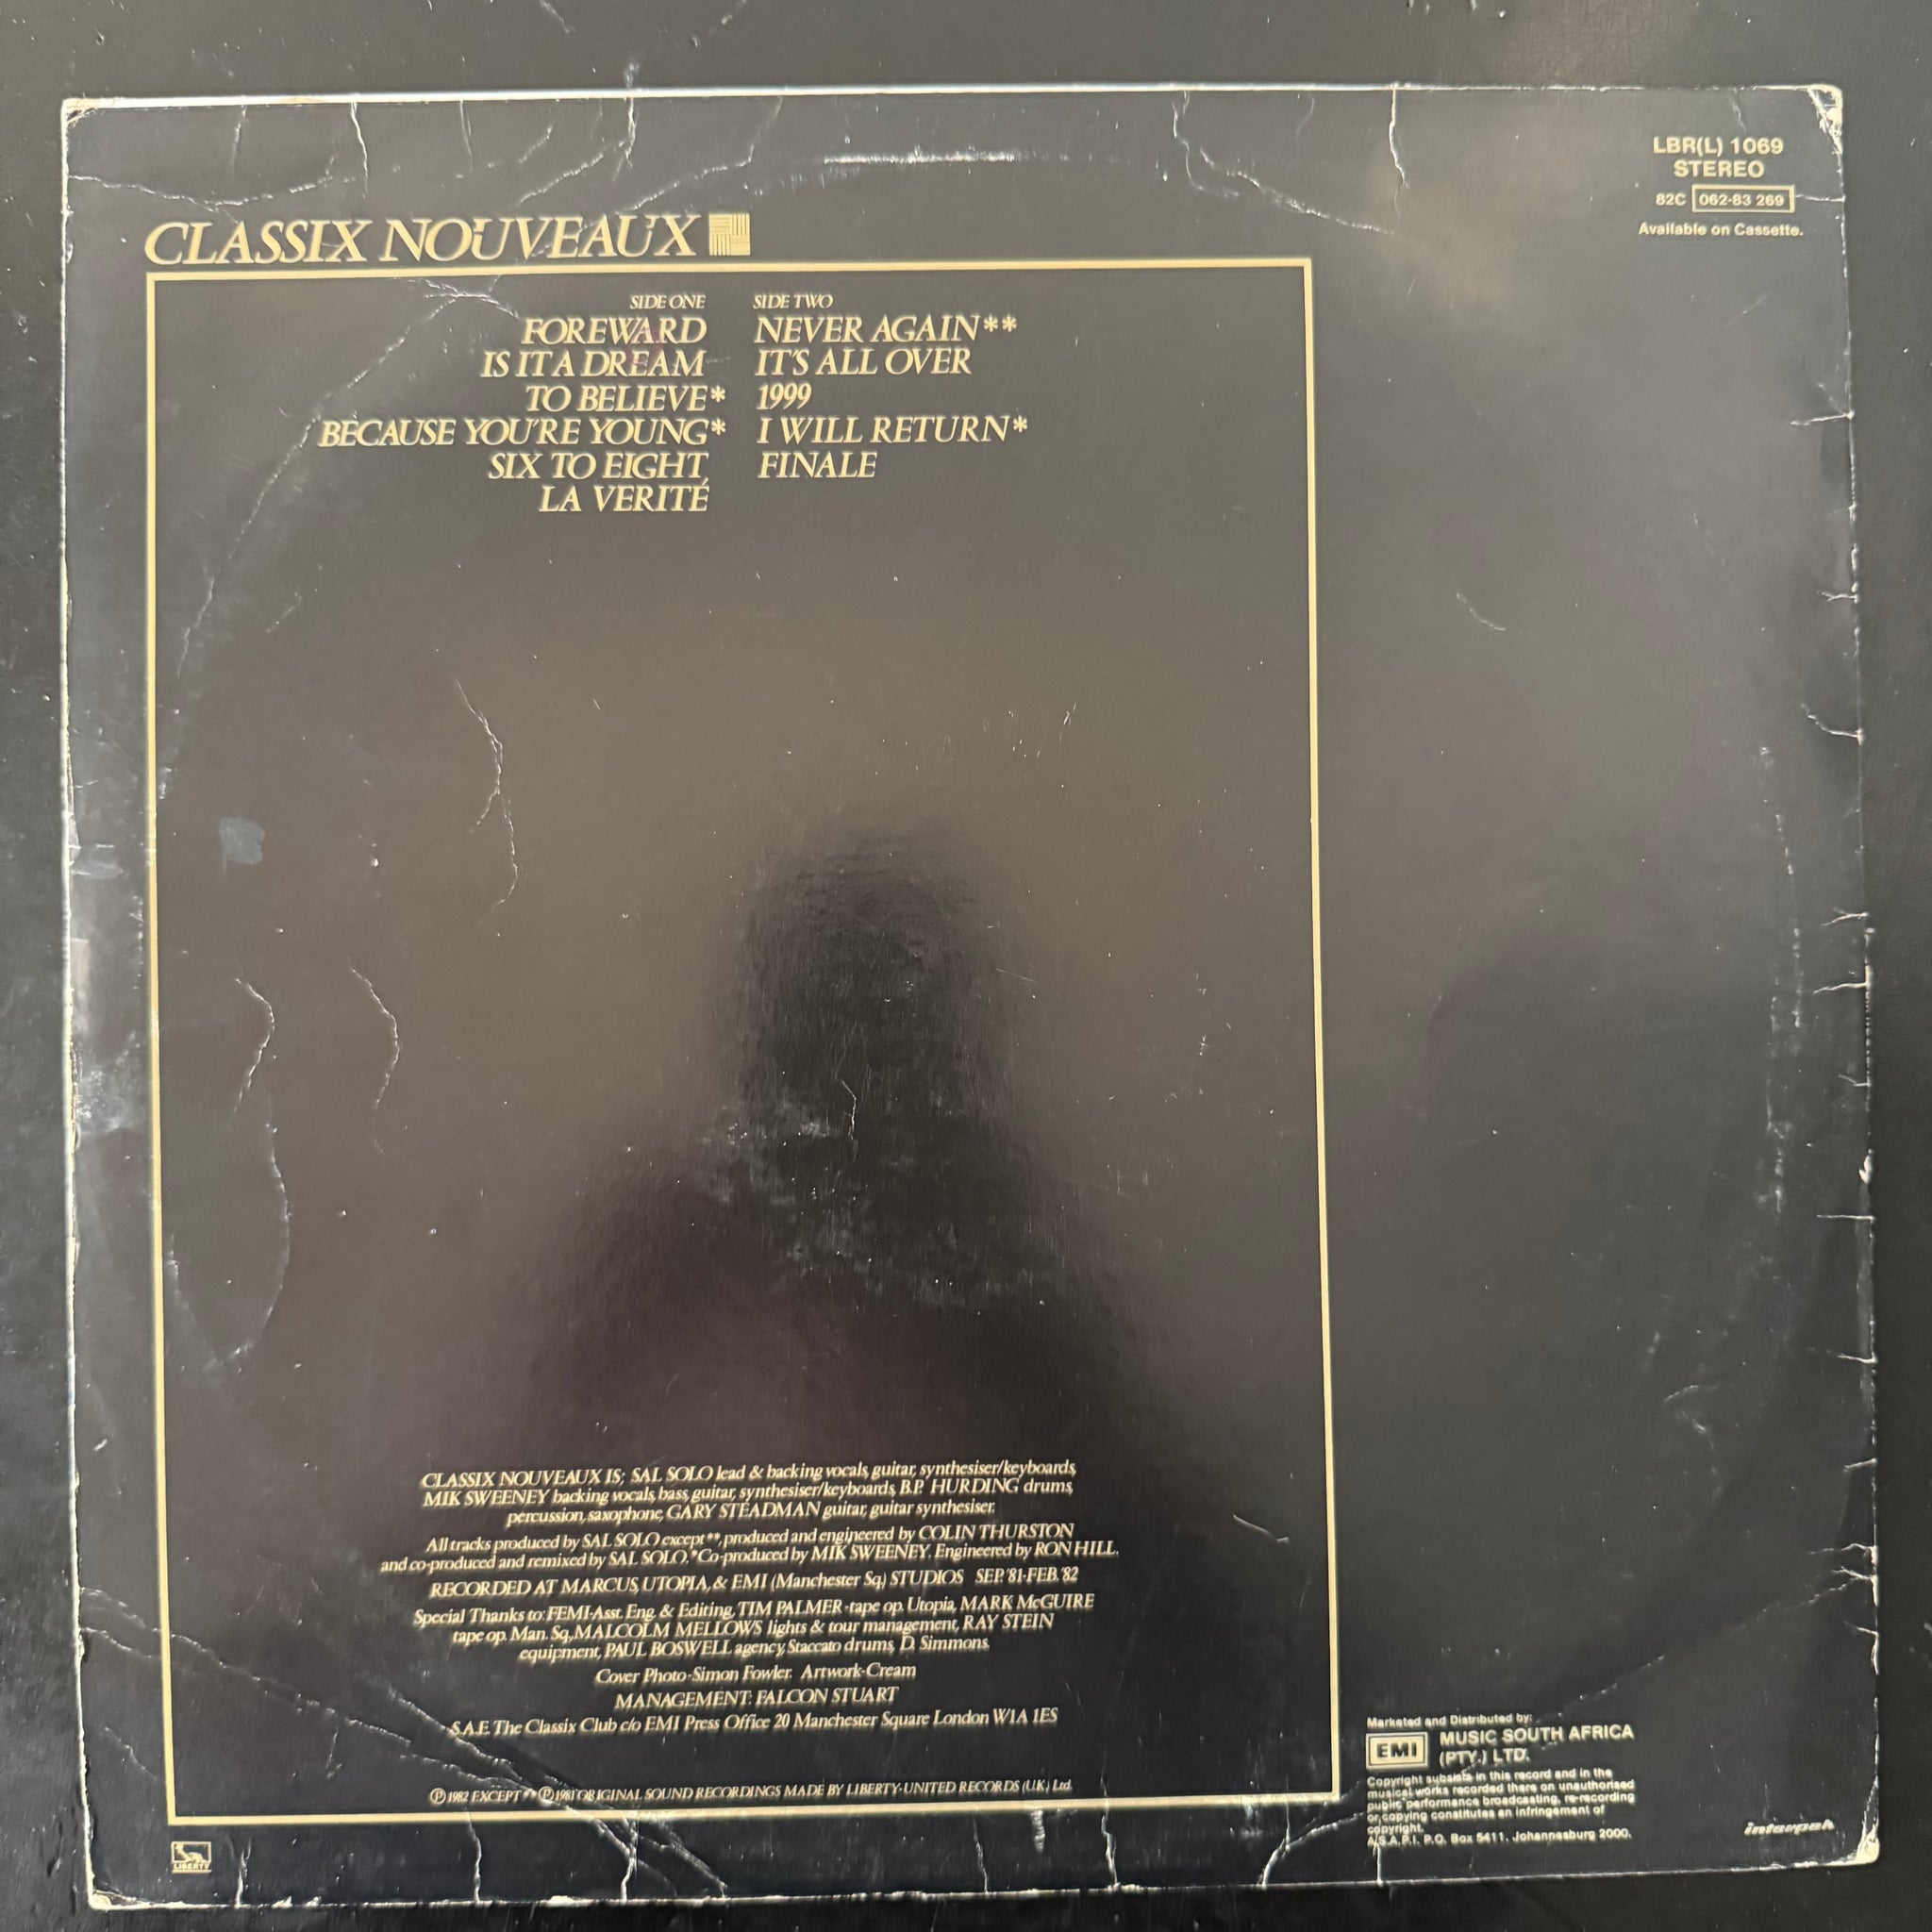 LBR(L) 1069
STEREO
82C 062-83 269
Available on Cassette.
CLASSIX NOUVEAUX
SIDE ONE
FOREWARD
IS IT A DREAM
TO BELIEVE*
BECAUSE YOU'RE YOUNG*
SIX TO EIGHT
LA VERITÉ
SIDE TWO
NEVER AGAIN**
IT'S ALL OVER
1999
I WILL RETURN*
FINALE
CLASSIX NOUVEAUX IS; SAL SOLO lead & backing vocals, guitar, synthesiser/keyboards,
MIK SWEENEY backing vocals, bass, guitar, synthesiser/keyboards, B.P. HURDING drums,
percussion, saxophone, GARY STEADMAN guitar, guitar synthesiser.
All tracks produced by SAL SOLO except **, produced and engineered by COLIN THURSTON
and co-produced and remixed by SAL SOLO. *Co-produced by MIK SWEENEY. Engineered by RON HILL.
RECORDED AT MARCUS, UTOPIA, & EMI (Manchester Sq.) STUDIOS SEP. '81-FEB. '82
Special Thanks to: FEMI-Asst. Eng. & Editing, TIM PALMER-tape op. Utopia, MARK McGUIRE
tape op. Man. Sq., MALCOLM MELLOWS lights & tour management, RAY STEIN
equipment, PAUL BOSWELL agency, Staccato drums, D. Simmons.
Cover Photo-Simon Fowler. Artwork-Cream
MANAGEMENT: FALCON STUART
S.A.E. The Classix Club c/o EMI Press Office 20 Manchester Square London W1A 1ES
Ⓟ 1982 EXCEPT ** Ⓟ 1981 ORIGINAL SOUND RECORDINGS MADE BY LIBERTY-UNITED RECORDS (U.K.) Ltd.
LIBERTY
Marketed and Distributed by:
EMI MUSIC SOUTH AFRICA
(PTY.) LTD.
Copyright subsists in this record and in the
musical works recorded there on unauthorised
public performance broadcasting, re-recording
or copying constitutes an infringement of
copyright.
A.S.A.P.I. P.O. Box 5411. Johannesburg 2000.
interpak